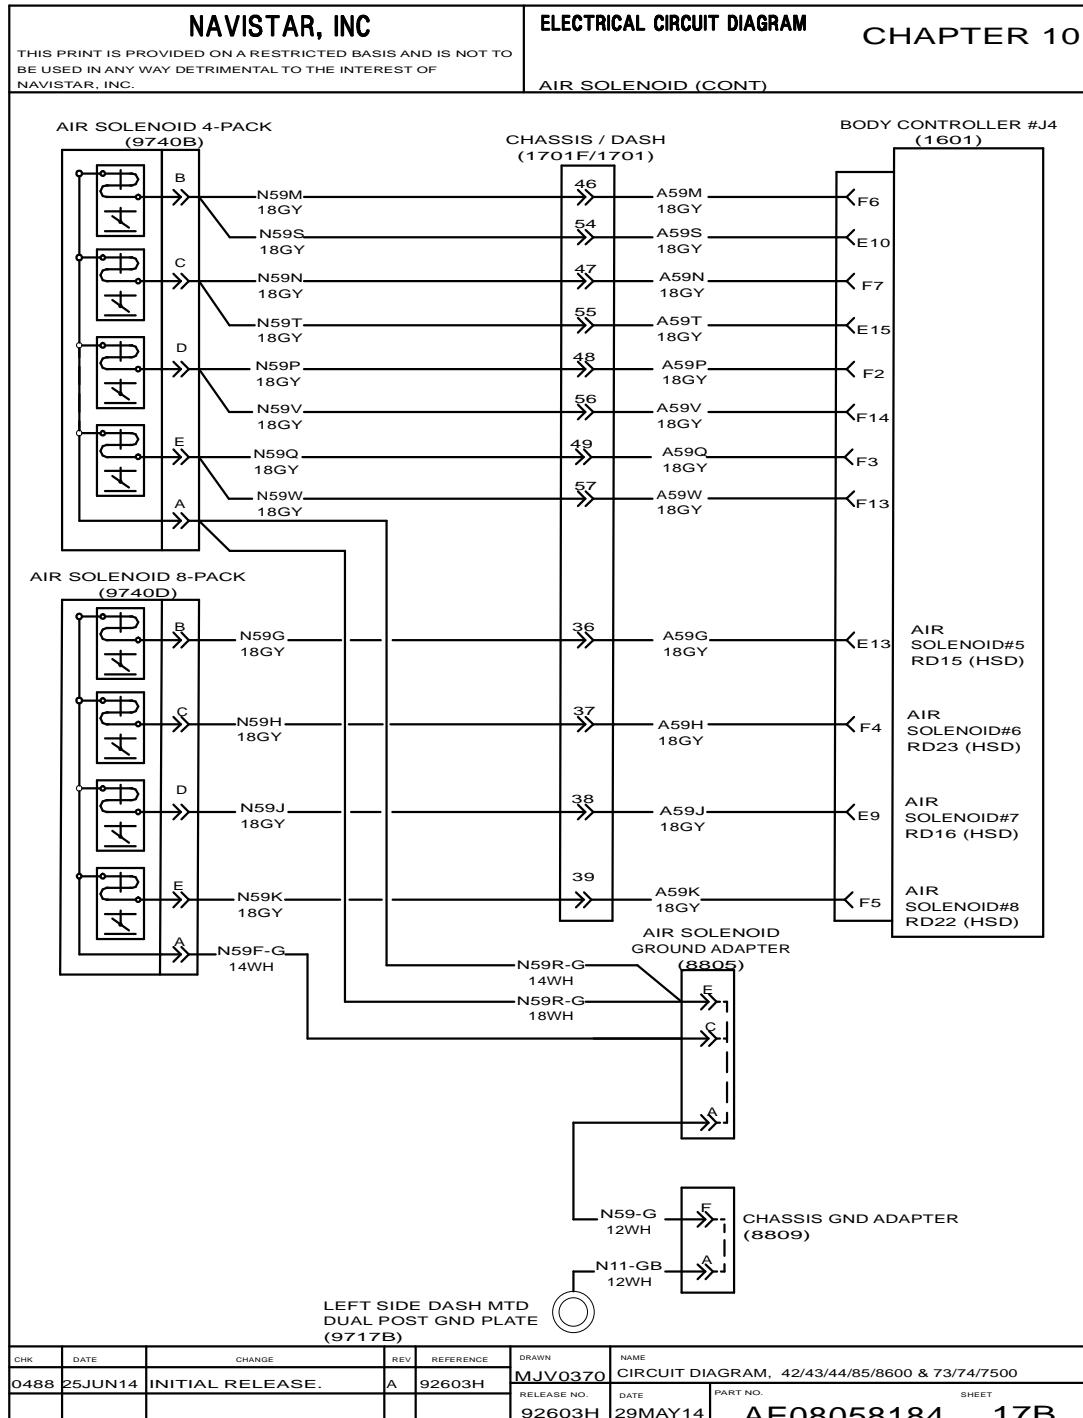 NAVISTAR, INC
THIS PRINT IS PROVIDED ON A RESTRICTED BASIS AND IS NOT TO
BE USED IN ANY WAY DETRIMENTAL TO THE INTEREST OF
NAVISTAR, INC.
ELECTRICAL CIRCUIT DIAGRAM
CHAPTER 10
AIR SOLENOID (CONT)
AIR SOLENOID 4-PACK
(9740B)
CHASSIS / DASH
(1701F/1701)
BODY CONTROLLER #J4
(1601)
B N59M 46 A59M F6
18GY 18GY
N59S 54 A59S E10
18GY 18GY
C N59N 47 A59N F7
18GY 18GY
N59T 55 A59T E15
18GY 18GY
D N59P 48 A59P F2
18GY 18GY
N59V 56 A59V F14
18GY 18GY
E N59Q 49 A59Q F3
18GY 18GY
N59W 57 A59W F13
18GY 18GY
A
AIR SOLENOID 8-PACK
(9740D)
B N59G 36 A59G E13
18GY 18GY
AIR
SOLENOID#5
RD15 (HSD)
C N59H 37 A59H F4
18GY 18GY
AIR
SOLENOID#6
RD23 (HSD)
D N59J 38 A59J E9
18GY 18GY
AIR
SOLENOID#7
RD16 (HSD)
E N59K 39 A59K F5
18GY 18GY
AIR
SOLENOID#8
RD22 (HSD)
A N59F-G
14WH
AIR SOLENOID
GROUND ADAPTER
(8805)
N59R-G
14WH
N59R-G E
18WH
C
A
N59-G F
12WH
CHASSIS GND ADAPTER
(8809)
N11-GB A
12WH
LEFT SIDE DASH MTD
DUAL POST GND PLATE
(9717B)
CHK DATE CHANGE REV REFERENCE DRAWN NAME
0488 25JUN14 INITIAL RELEASE. A 92603H MJV0370 CIRCUIT DIAGRAM, 42/43/44/85/8600 & 73/74/7500
RELEASE NO. DATE PART NO. SHEET
92603H 29MAY14 AE08058184 17B